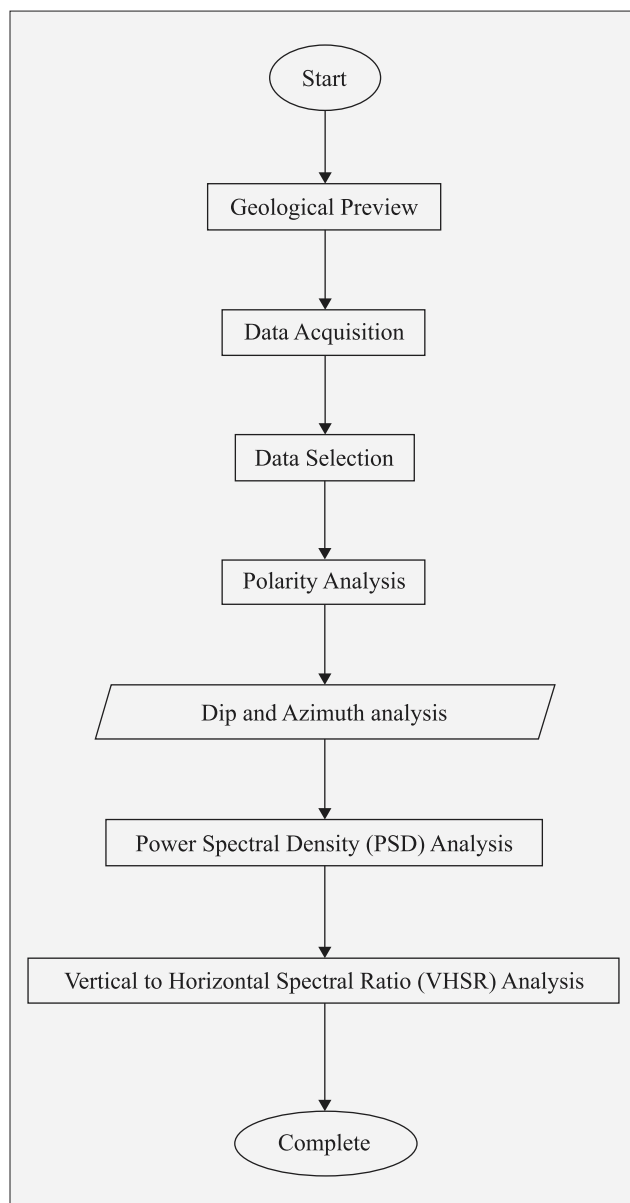 Start
Geological Preview
Data Acquisition
Data Selection
Polarity Analysis
Dip and Azimuth analysis
Power Spectral Density (PSD) Analysis
Vertical to Horizontal Spectral Ratio (VHSR) Analysis
Complete